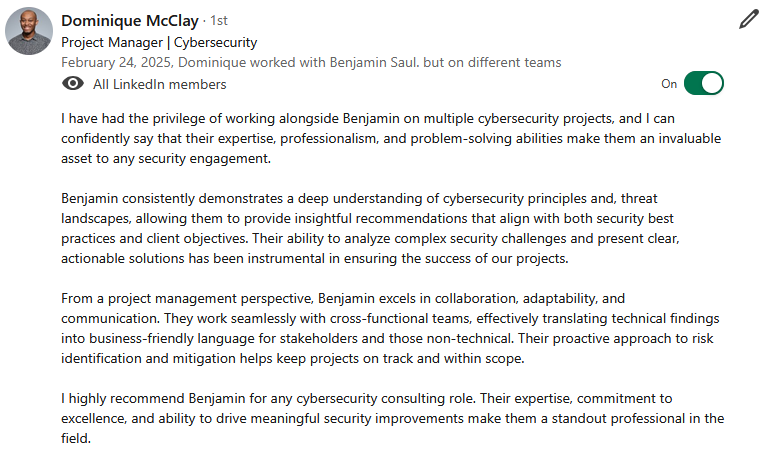 Dominique McClay · 1st
Project Manager | Cybersecurity
February 24, 2025, Dominique worked with Benjamin Saul. but on different teams
All LinkedIn members
On
I have had the privilege of working alongside Benjamin on multiple cybersecurity projects, and I can
confidently say that their expertise, professionalism, and problem-solving abilities make them an invaluable
asset to any security engagement.
Benjamin consistently demonstrates a deep understanding of cybersecurity principles and, threat
landscapes, allowing them to provide insightful recommendations that align with both security best
practices and client objectives. Their ability to analyze complex security challenges and present clear,
actionable solutions has been instrumental in ensuring the success of our projects.
From a project management perspective, Benjamin excels in collaboration, adaptability, and
communication. They work seamlessly with cross-functional teams, effectively translating technical findings
into business-friendly language for stakeholders and those non-technical. Their proactive approach to risk
identification and mitigation helps keep projects on track and within scope.
I highly recommend Benjamin for any cybersecurity consulting role. Their expertise, commitment to
excellence, and ability to drive meaningful security improvements make them a standout professional in the
field.